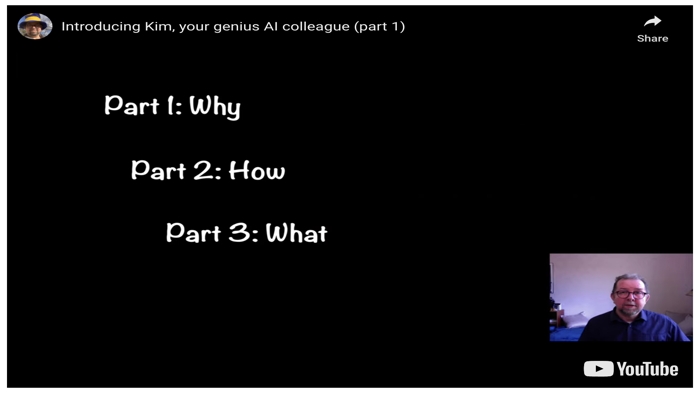 Introducing Kim, your genius AI colleague (part 1)
Share
Part 1: Why
Part 2: How
Part 3: What
YouTube